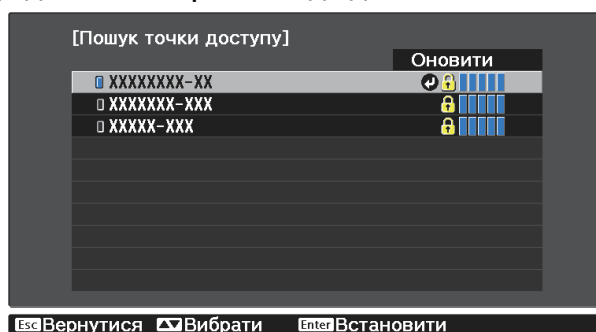 [Пошук точки доступу]
Оновити
XXXXXXXX-XX
XXXXXXX-XXX
XXXXX-XXX
Esc Вернутися Вибрати Enter Встановити